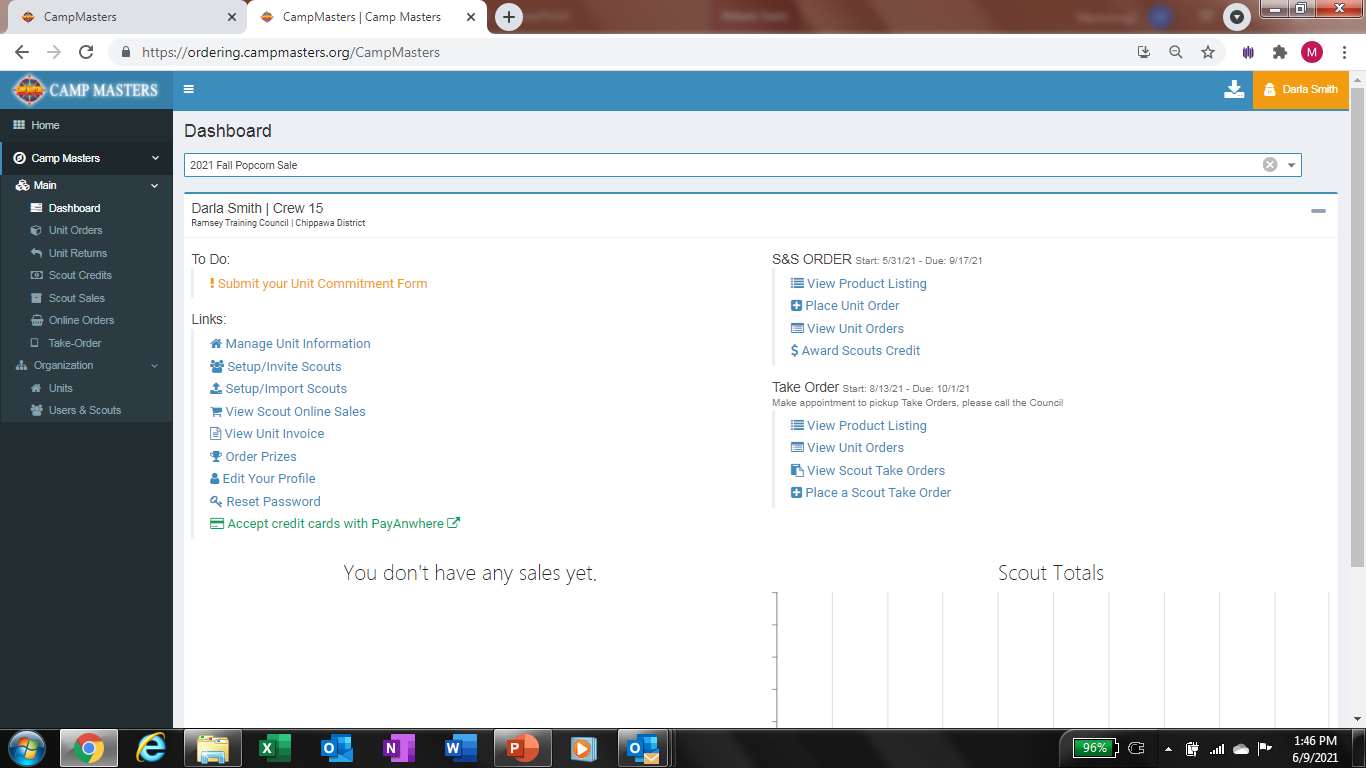 CampMasters
CampMasters | Camp Masters
https://ordering.campmasters.org/CampMasters
M
CAMP MASTERS
Darla Smith
Home
Camp Masters
Main
Dashboard
Unit Orders
Unit Returns
Scout Credits
Scout Sales
Online Orders
Take-Order
Organization
Units
Users & Scouts
Dashboard
2021 Fall Popcorn Sale
Darla Smith | Crew 15
Ramsey Training Council | Chippawa District
To Do:
! Submit your Unit Commitment Form
Links:
Manage Unit Information
Setup/Invite Scouts
Setup/Import Scouts
View Scout Online Sales
View Unit Invoice
Order Prizes
Edit Your Profile
Reset Password
Accept credit cards with PayAnwhere
S&S ORDER Start: 5/31/21 - Due: 9/17/21
View Product Listing
Place Unit Order
View Unit Orders
$ Award Scouts Credit
Take Order Start: 8/13/21 - Due: 10/1/21
Make appointment to pickup Take Orders, please call the Council
View Product Listing
View Unit Orders
View Scout Take Orders
Place a Scout Take Order
You don't have any sales yet.
Scout Totals
96%
1:46 PM
6/9/2021